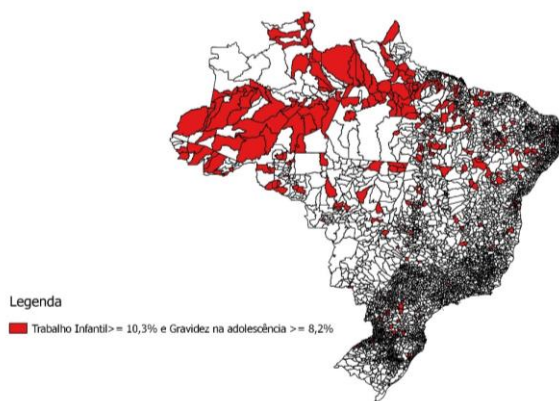 Legenda
Trabalho Infantil>= 10,3% e Gravidez na adolescência >= 8,2%